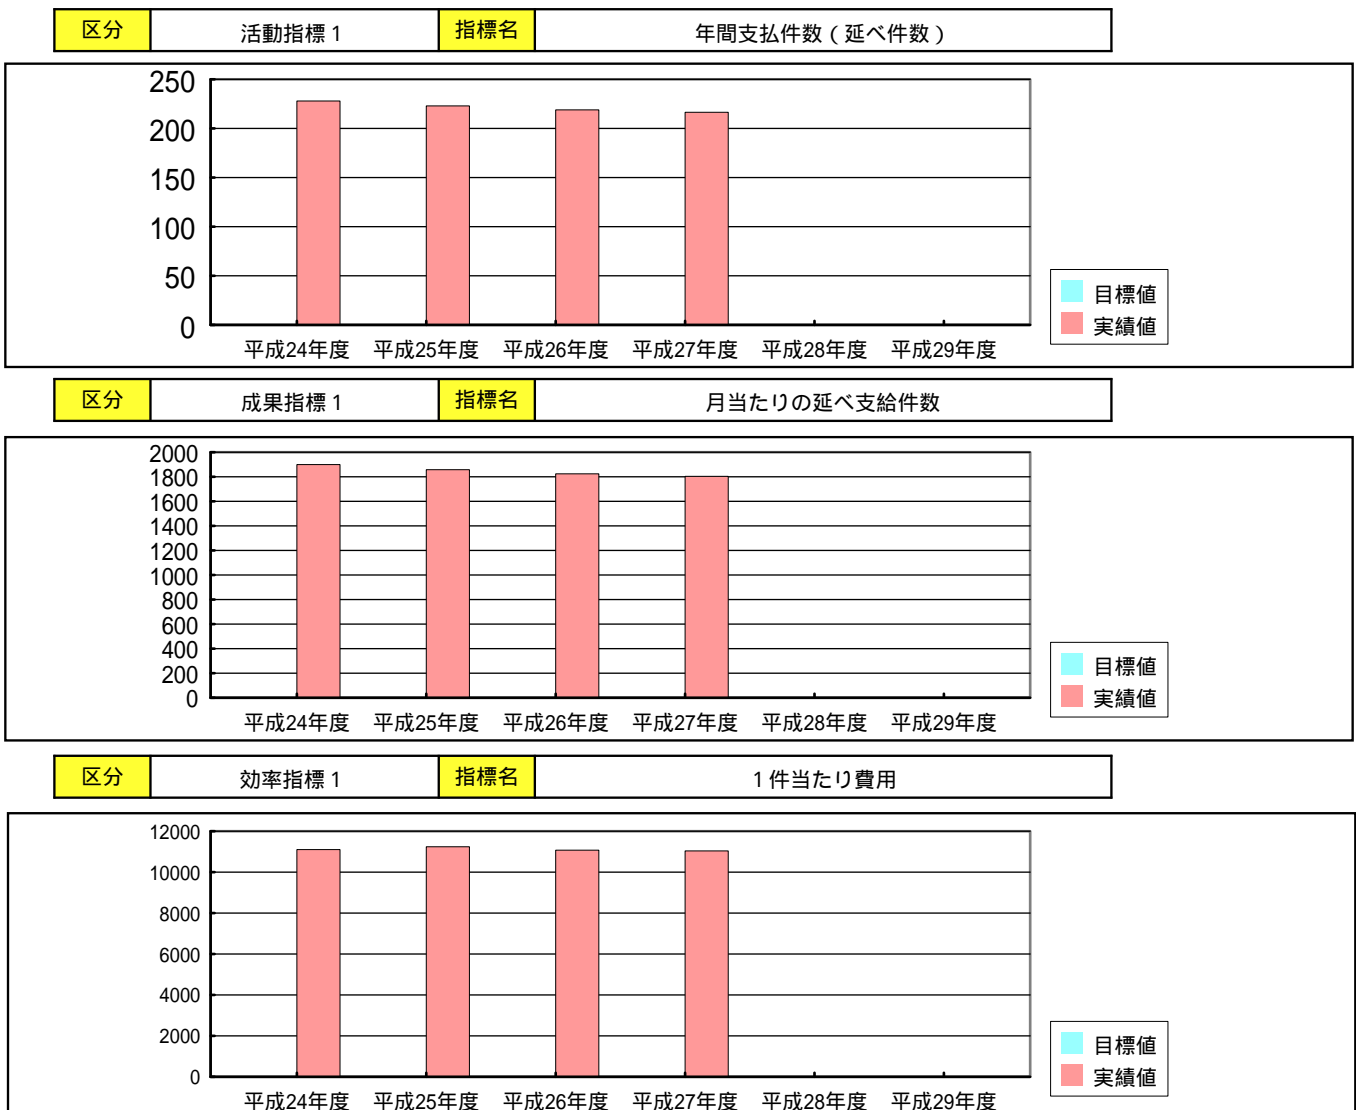 区分 活動指標1 指標名 年間支払件数(延べ件数)
250
200
150
100
50
0
平成24年度 平成25年度 平成26年度 平成27年度 平成28年度 平成29年度
目標値
実績値
区分 成果指標1 指標名 月当たりの延べ支給件数
2000
1800
1600
1400
1200
1000
800
600
400
200
0
平成24年度 平成25年度 平成26年度 平成27年度 平成28年度 平成29年度
目標値
実績値
区分 効率指標1 指標名 1件当たり費用
12000
10000
8000
6000
4000
2000
0
平成24年度 平成25年度 平成26年度 平成27年度 平成28年度 平成29年度
目標値
実績値